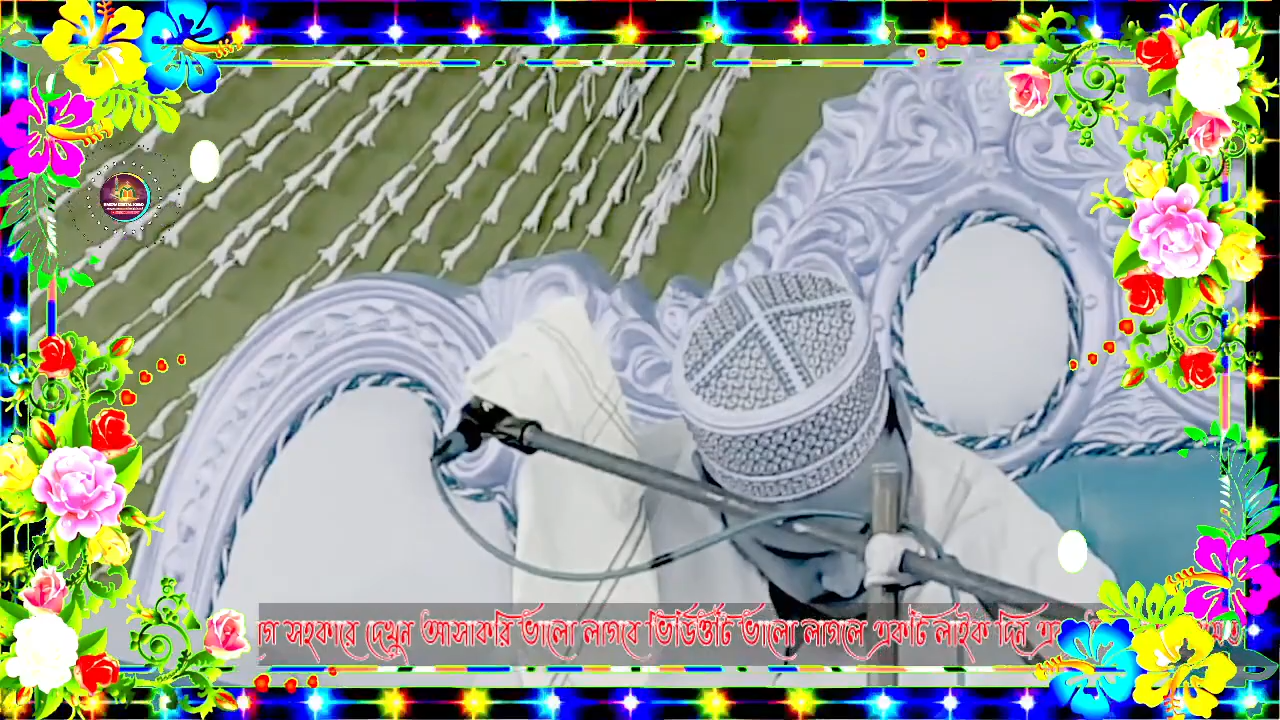 গে সহকারে দেখুন আসাকরি ভালো লাগবে ভিডিওটি ভালো লাগলে একটি লাইক দিন